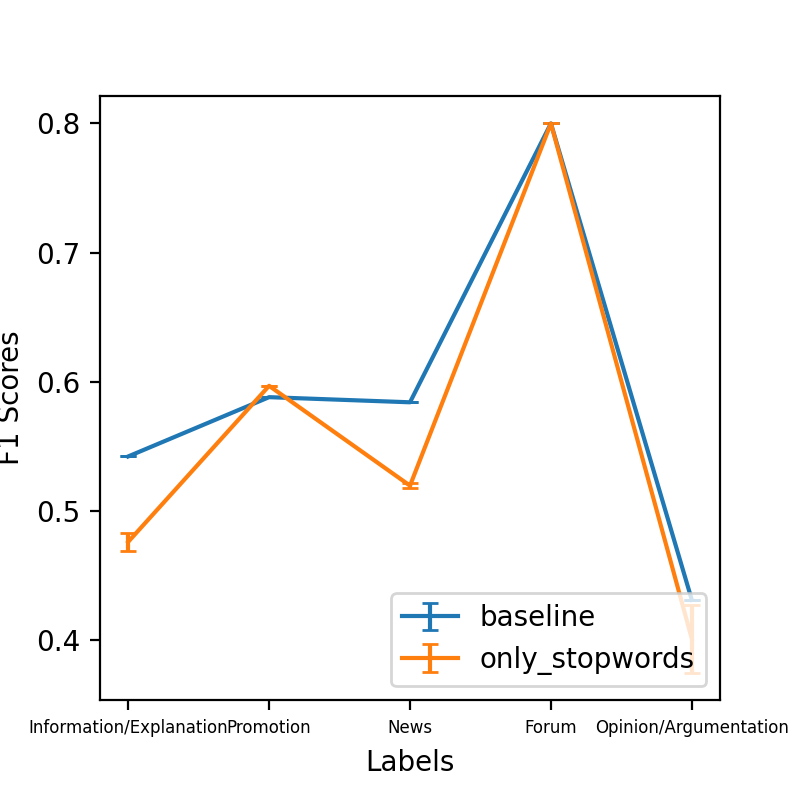 0.8
0.7
0.6
0.5
0.4
F1 Scores
baseline
only_stopwords
Information/Explanation
Promotion
News
Forum
Opinion/Argumentation
Labels